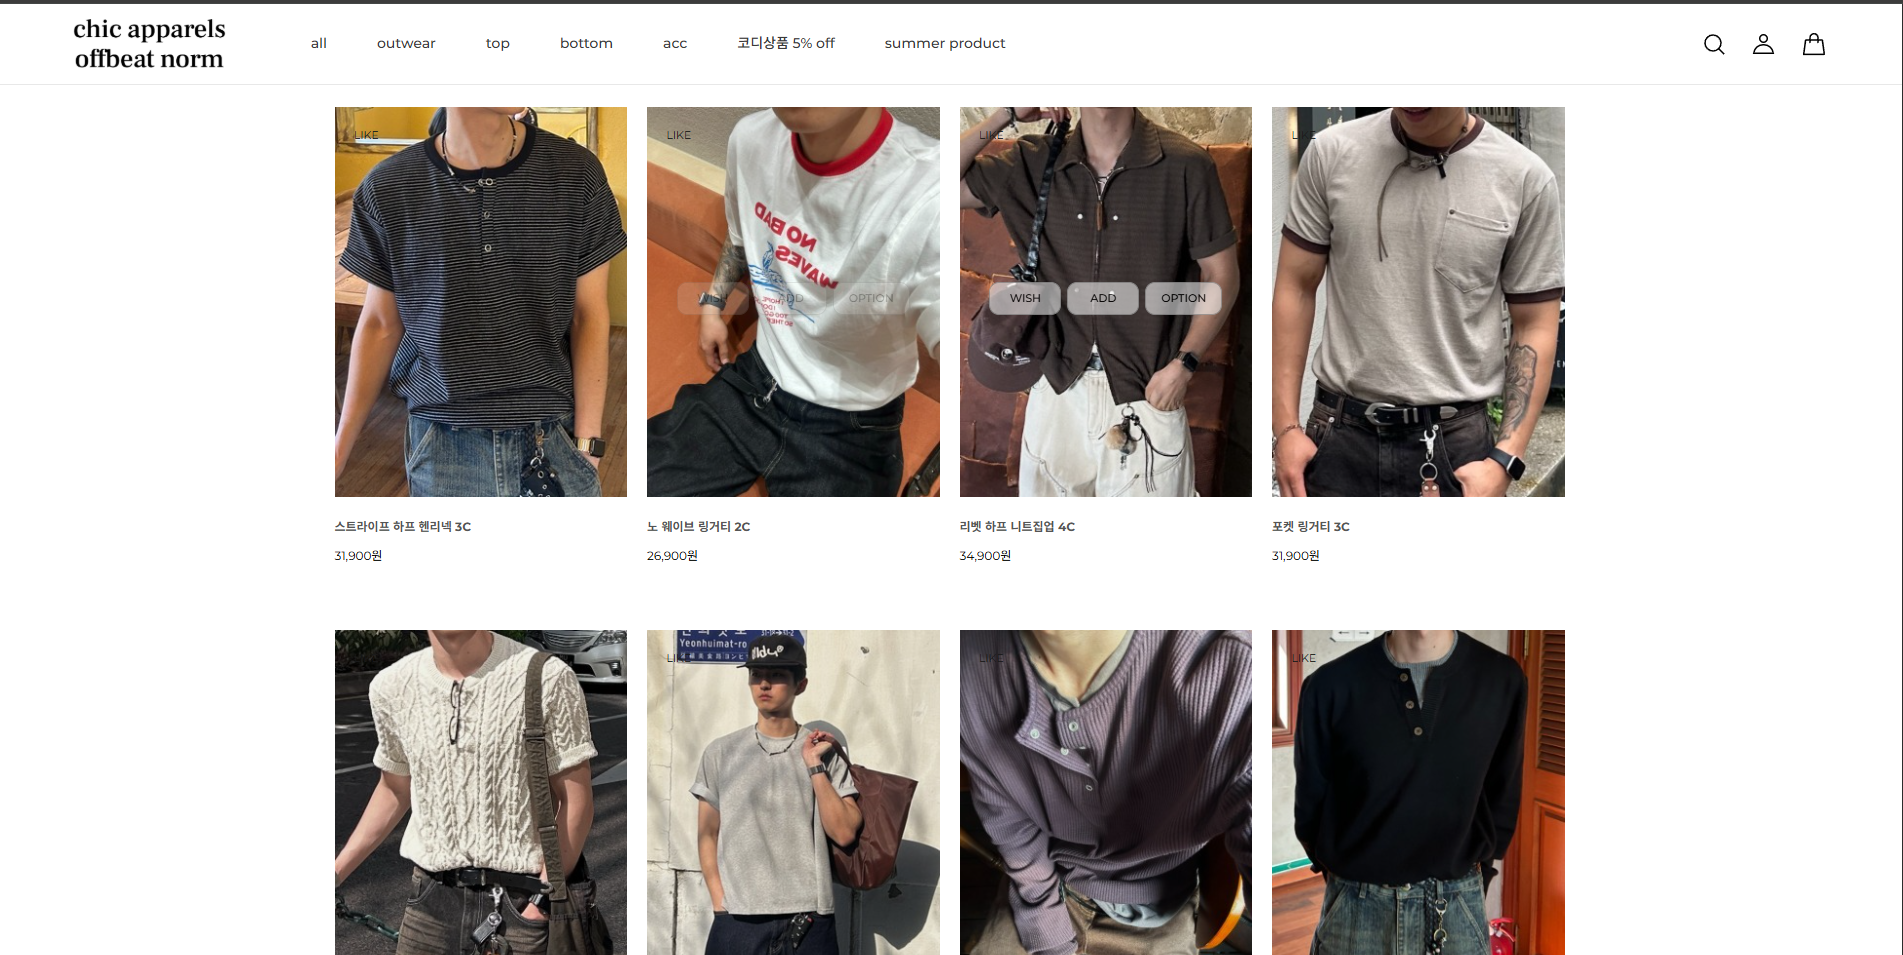 chic apparels
offbeat norm
all
outwear
top
bottom
acc
코디상품 5% off
summer product
LIKE
LIKE
LIKE
LIKE
NO BAD
WAVES
WISH
ADD
OPTION
WISH
ADD
OPTION
스트라이프 하프 헨리넥 3C
31,900원
노 웨이브 링거티 2C
26,900원
리벳 하프 니트집업 4C
34,900원
포켓 링거티 3C
31,900원
Yeonhuimat-ro
LIKE
LIKE
LIKE